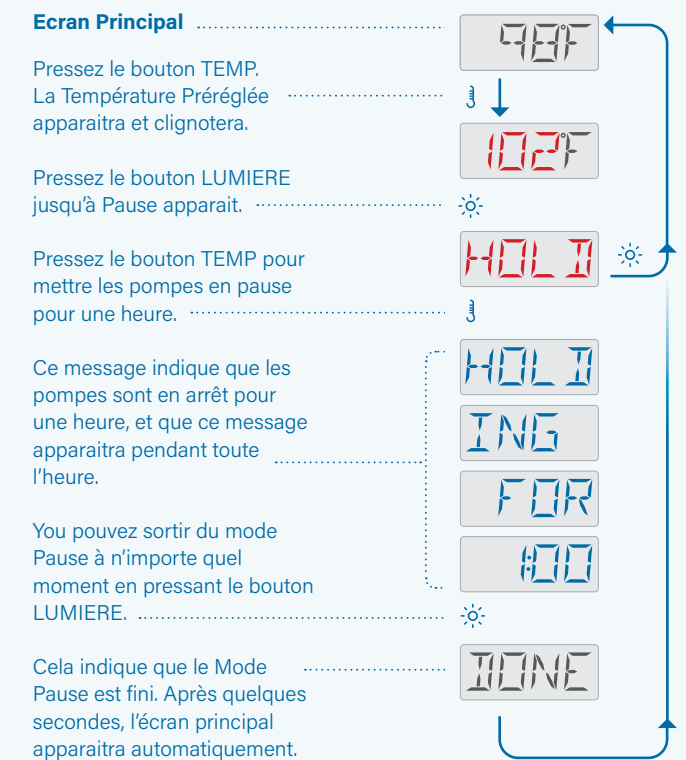 Ecran Principal
98°F
Pressez le bouton TEMP.
La Température Préréglée
apparaitra et clignotera.
102°F
Pressez le bouton LUMIERE
jusqu'à Pause apparait.
HOLD
Pressez le bouton TEMP pour
mettre les pompes en pause
pour une heure.
Ce message indique que les
pompes sont en arrêt pour
une heure, et que ce message
apparaitra pendant toute
l'heure.
HOLD
ING
FOR
1:00
You pouvez sortir du mode
Pause à n'importe quel
moment en pressant le bouton
LUMIERE.
Cela indique que le Mode
Pause est fini. Après quelques
secondes, l'écran principal
apparaitra automatiquement.
DONE